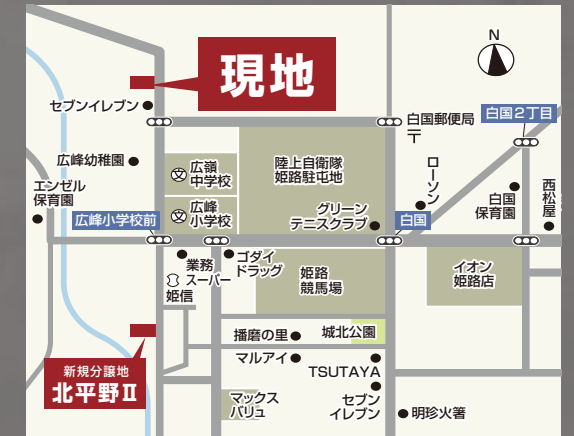 N
現地
セブンイレブン
白国郵便局
〒
白国2丁目
広峰幼稚園
文
広嶺
中学校
陸上自衛隊
姫路駐屯地
ローソン
エンゼル
保育園
文
広峰
小学校
グリーン
テニスクラブ
白国
保育園
西松屋
広峰小学校前
白国
業務
スーパー
ゴダイ
ドラッグ
姫信
姫路
競馬場
イオン
姫路店
播磨の里
城北公園
マルアイ
TSUTAYA
新規分譲地
北平野Ⅱ
マックス
バリュ
セブン
イレブン
明珍火箸